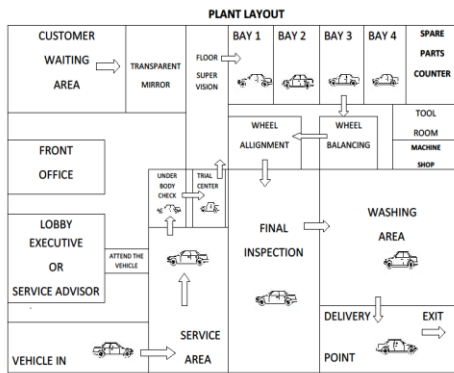 PLANT LAYOUT
CUSTOMER
WAITING
AREA
TRANSPARENT
MIRROR
FLOOR
SUPER
VISION
BAY 1
BAY 2
BAY 3
BAY 4
SPARE
PARTS
COUNTER
WHEEL
ALLIGNMENT
WHEEL
BALANCING
TOOL
ROOM
MACHINE
SHOP
FRONT
OFFICE
UNDER
BODY
CHECK
TRIAL
CENTER
LOBBY
EXECUTIVE
OR
SERVICE ADVISOR
ATTEND THE
VEHICLE
FINAL
INSPECTION
WASHING
AREA
VEHICLE IN
SERVICE
AREA
DELIVERY
POINT
EXIT